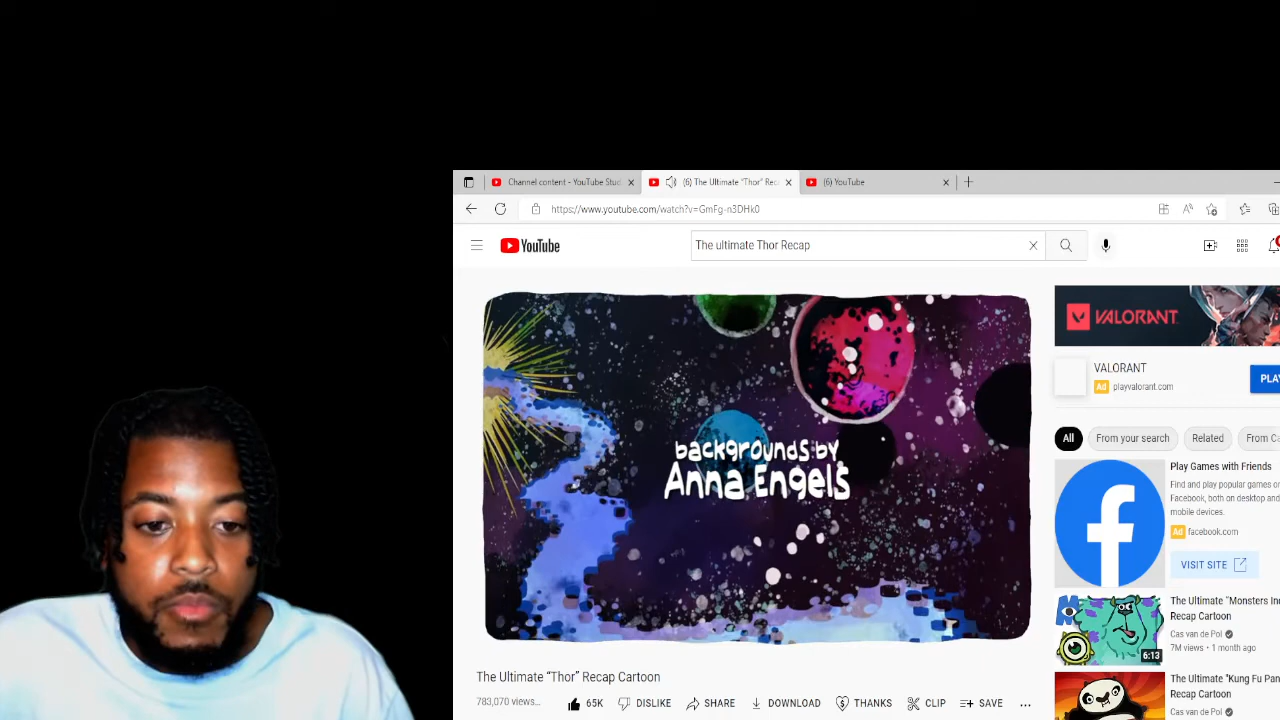 Channel content - YouTube Stud
(6) The Ultimate "Thor" Rec
(6) YouTube
https://www.youtube.com/watch?v=GmFg-n3DHk0
YouTube
The ultimate Thor Recap
backgrounds by
Anna Engels
VALORANT
VALORANT
Ad playvalorant.com
PLA
All
From your search
Related
From C
Play Games with Friends
Find and play popular games o
Facebook, both on desktop and
mobile devices.
Ad facebook.com
VISIT SITE
The Ultimate "Monsters Inc
Recap Cartoon
Cas van de Pol
7M views • 1 month ago
6:13
The Ultimate "Kung Fu Pan
Recap Cartoon
Cas van de Pol
The Ultimate “Thor” Recap Cartoon
783,070 views...
65K
DISLIKE
SHARE
DOWNLOAD
THANKS
CLIP
SAVE